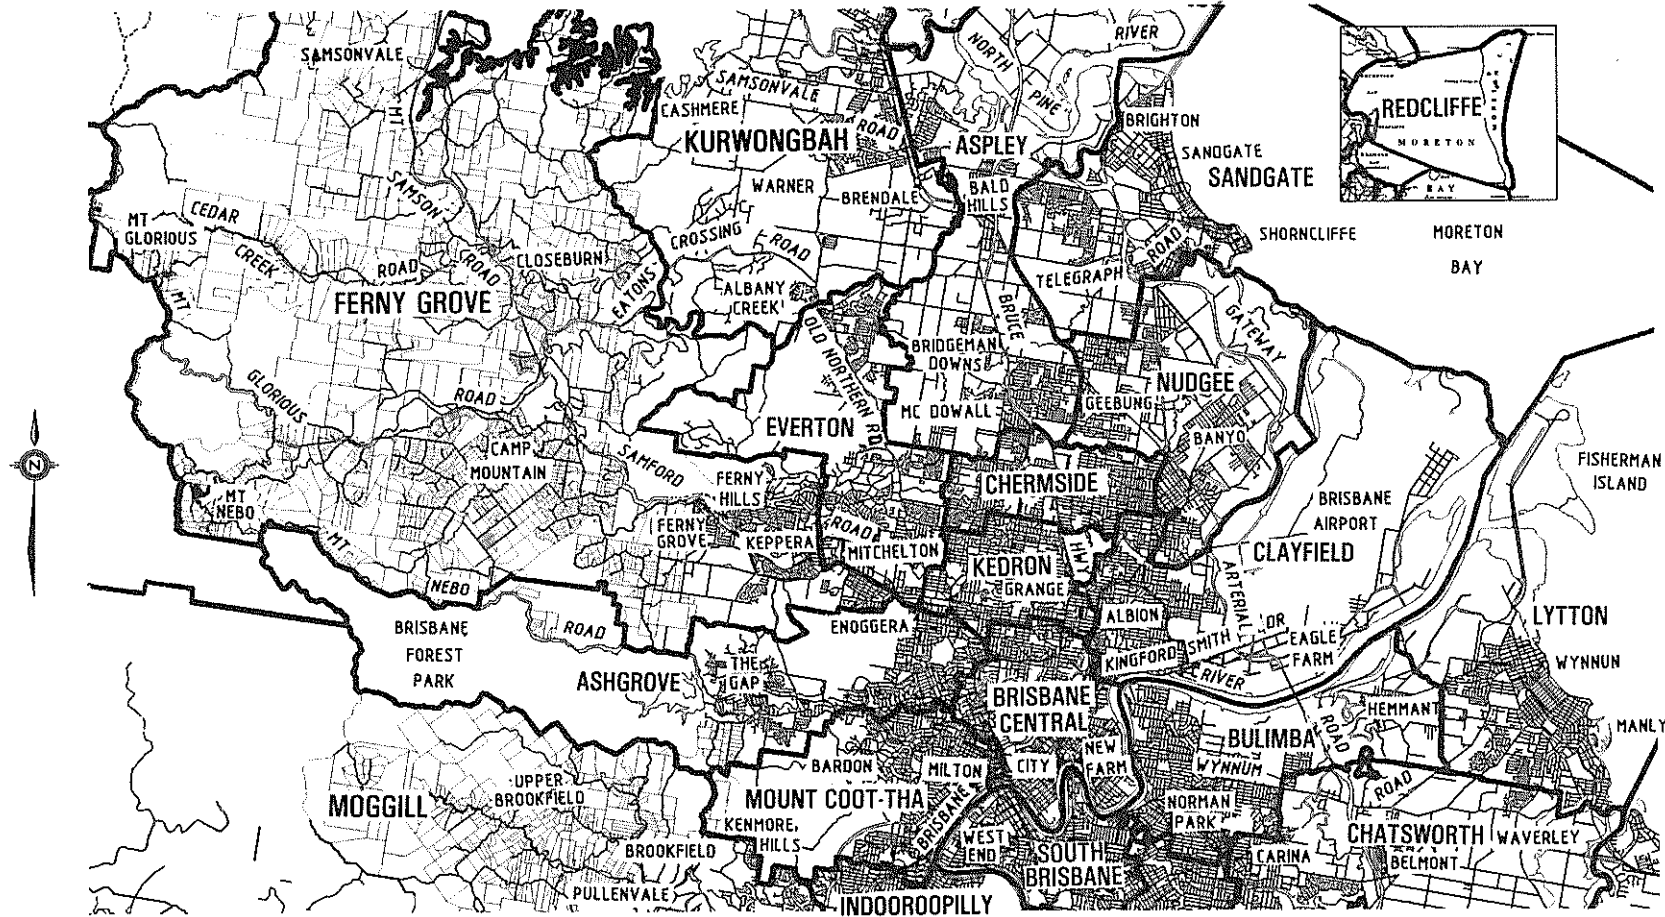 SAMSONVALE
NORTH
RIVER
PINE
SAMSONVALE
ROAD
CASHMERE
KURWONGBAH
ASPLEY
BRIGHTON
SANDGATE
SANDGATE
REDCLIFFE
MORETON
BAY
MT
SAMSON
ROAD
WARNER
BRENDALE
BALD
HILLS
MT
GLORIOUS
CEDAR
CREEK
ROAD
CLOSEBURN
EATONS
CROSSING
ROAD
SHORNCLIFFE
MORETON
BAY
TELEGRAPH
ROAD
FERNY GROVE
ALBANY
CREEK
MT
GLORIOUS
ROAD
OLD NORTHERN RD
BRUCE
HWY
BRIDGEMAN
DOWNS
GATEWAY
ARTERIAL
NUDGEE
GEEBUNG
MC DOWALL
BANYO
EVERTON
CAMP
MOUNTAIN
SAMFORD
ROAD
FERNY
HILLS
CHERMSIDE
FISHERMAN
ISLAND
BRISBANE
AIRPORT
MT
NEBO
N
FERNY
GROVE
KEPPERA
MITCHELTON
KEDRON
GRANGE
CLAYFIELD
MT
NEBO
ROAD
BRISBANE
FOREST
PARK
ENOGGERA
ALBION
KINGFORD
SMITH
DR
EAGLE
FARM
RIVER
LYTTON
WYNNUN
ASHGROVE
THE
GAP
BRISBANE
CENTRAL
HEMMANT
MANLY
BULIMBA
ROAD
WYNNUM
ROAD
BARDON
MILTON
CITY
NEW
FARM
UPPER
BROOKFIELD
MOGGILL
MOUNT COOT-THA
KENMORE
HILLS
BRISBANE
WEST
END
NORMAN
PARK
CHATSWORTH
WAVERLEY
BROOKFIELD
SOUTH
BRISBANE
CARINA
BELMONT
PULLENVALE
INDOOROOPILLY